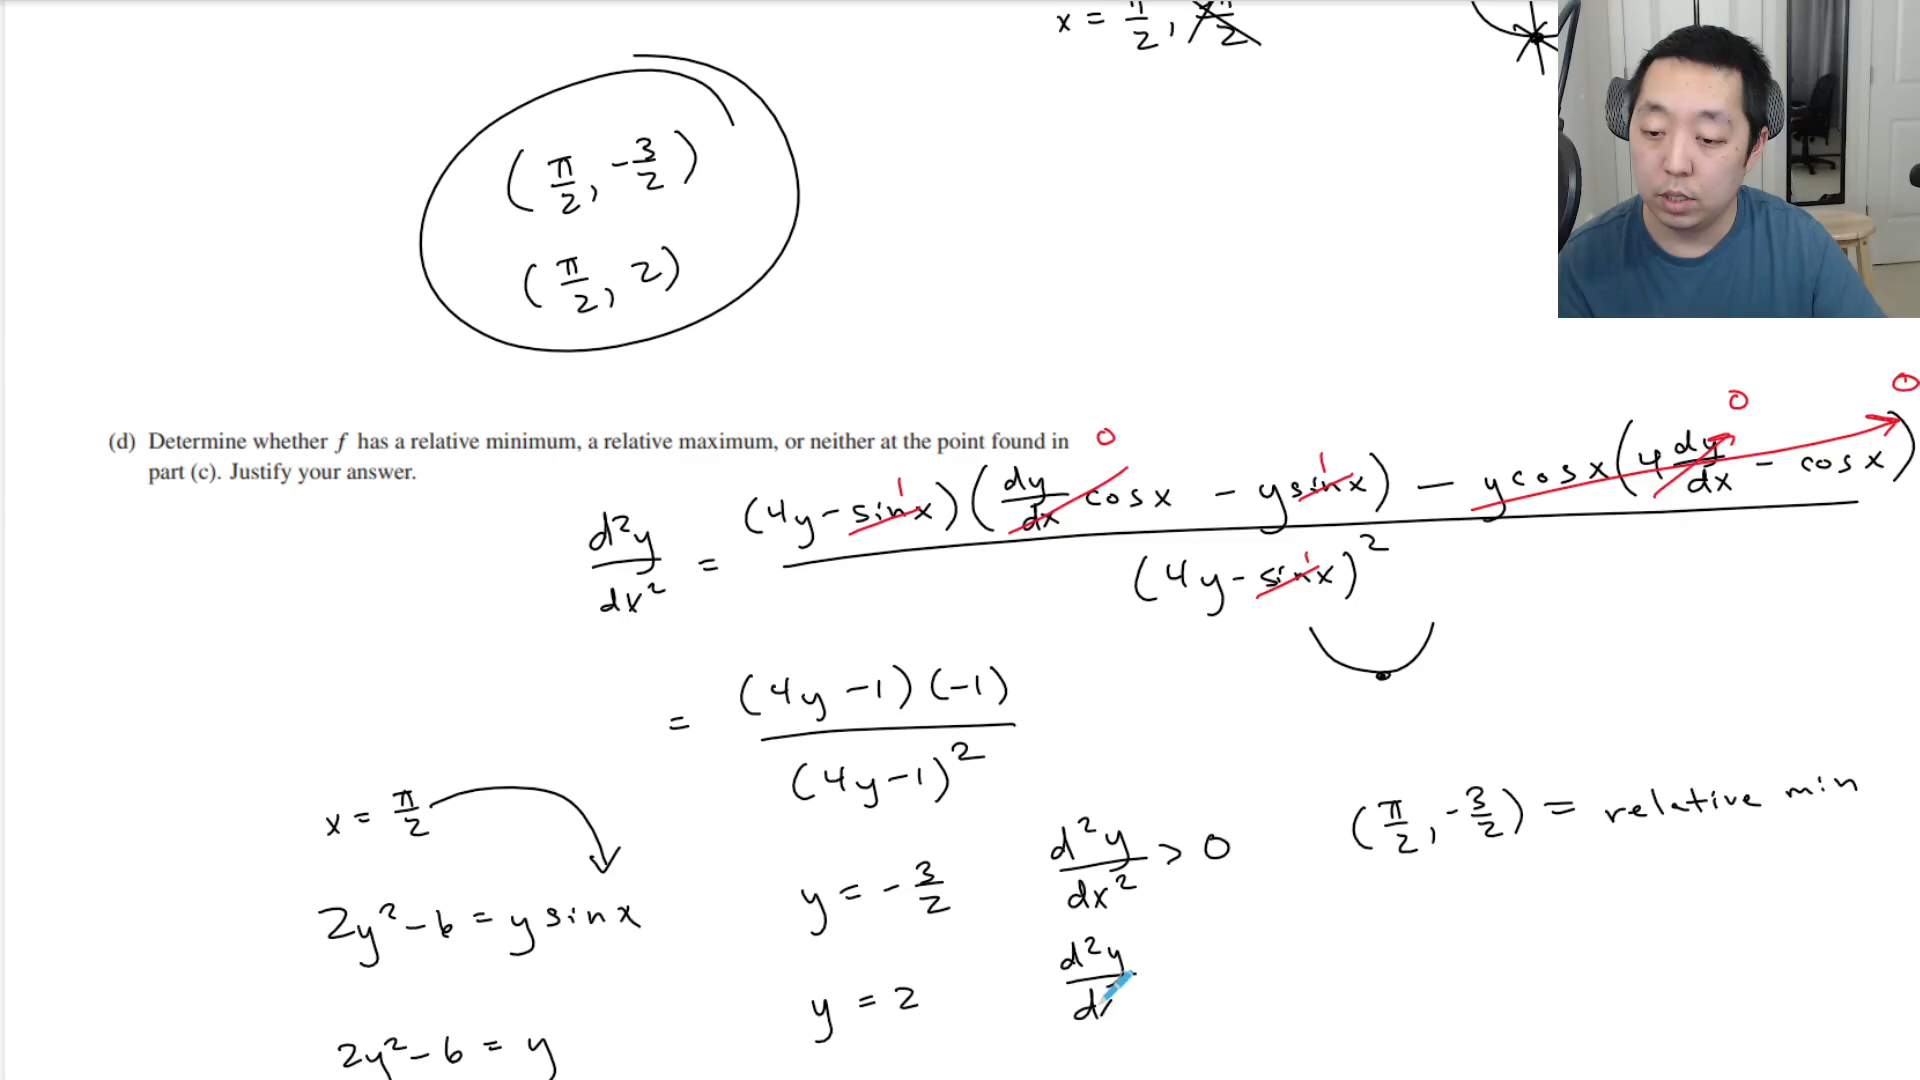 x = π/2, 3π/2
(π/2, -3/2)
(π/2, 2)
(d) Determine whether f has a relative minimum, a relative maximum, or neither at the point found in
part (c). Justify your answer.
d²y/dx² = ((4y - sin x)(dy/dx cos x - y sin x) - y cos x (4 dy/dx - cos x)) / (4y - sin x)²
1 0 1 0 0 1
= (4y - 1)(-1) / (4y - 1)²
x = π/2
2y² - 6 = y sin x
2y² - 6 = y
y = -3/2 d²y/dx² > 0 (π/2, -3/2) = relative min
y = 2 d²y/d